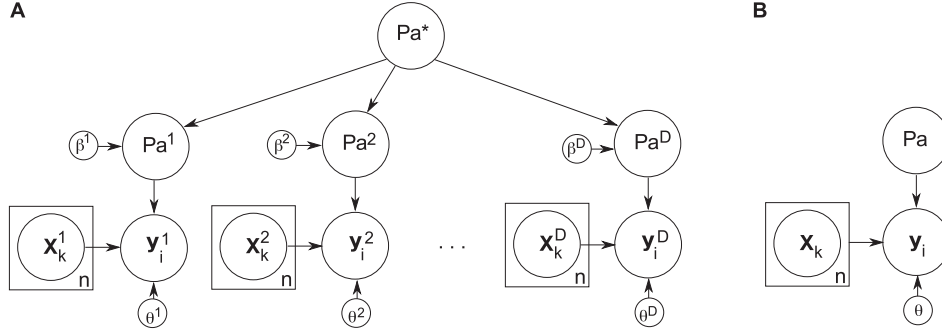 A
B
Pa*
β¹ Pa¹ β² Pa² βᴰ Paᴰ Pa
X¹ₖ n y¹ᵢ X²ₖ n y²ᵢ ... Xᴰₖ n yᴰᵢ Xₖ n yᵢ
θ¹ θ² θᴰ θ